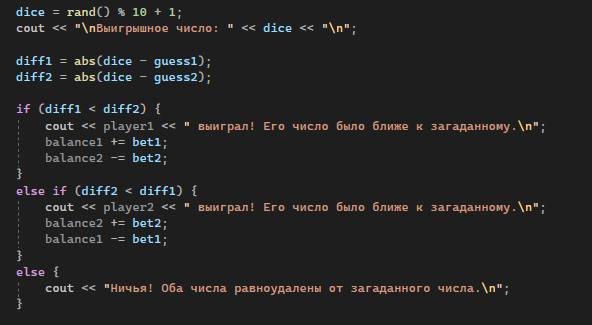 dice = rand() % 10 + 1;
cout << "\nВыигрышное число: " << dice << "\n";
diff1 = abs(dice - guess1);
diff2 = abs(dice - guess2);
if (diff1 < diff2) {
cout << player1 << " выиграл! Его число было ближе к загаданному.\n";
balance1 += bet1;
balance2 -= bet2;
}
else if (diff2 < diff1) {
cout << player2 << " выиграл! Его число было ближе к загаданному.\n";
balance2 += bet2;
balance1 -= bet1;
}
else {
cout << "Ничья! Оба числа равноудалены от загаданного числа.\n";
}